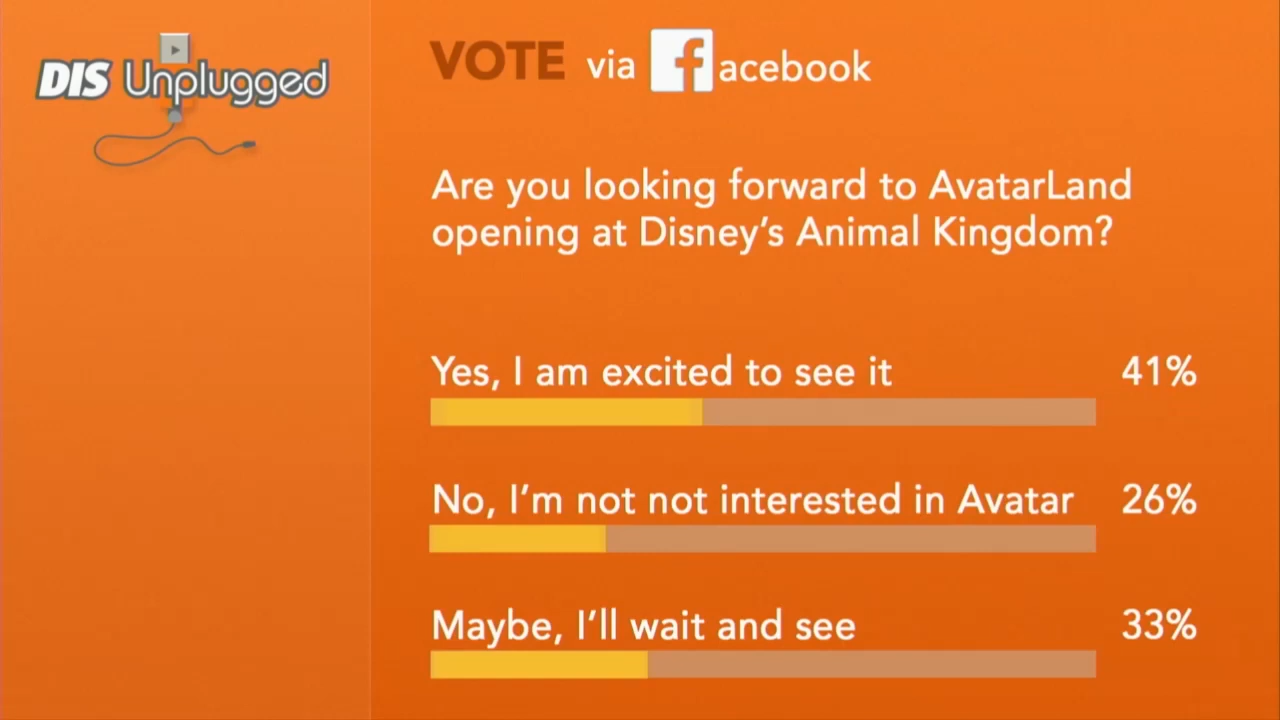 DIS Unplugged
VOTE via facebook
Are you looking forward to AvatarLand
opening at Disney's Animal Kingdom?
Yes, I am excited to see it 41%
No, I'm not not interested in Avatar 26%
Maybe, I'll wait and see 33%